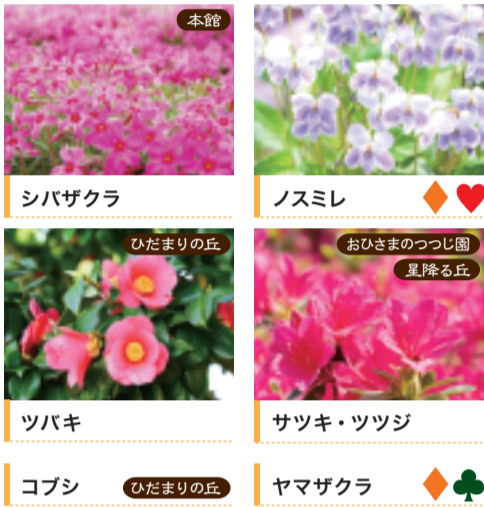 本館
シバザクラ
ノスミレ
ひだまりの丘
ツバキ
おひさまのつつじ園
星降る丘
サツキ・ツツジ
コブシ
ひだまりの丘
ヤマザクラ